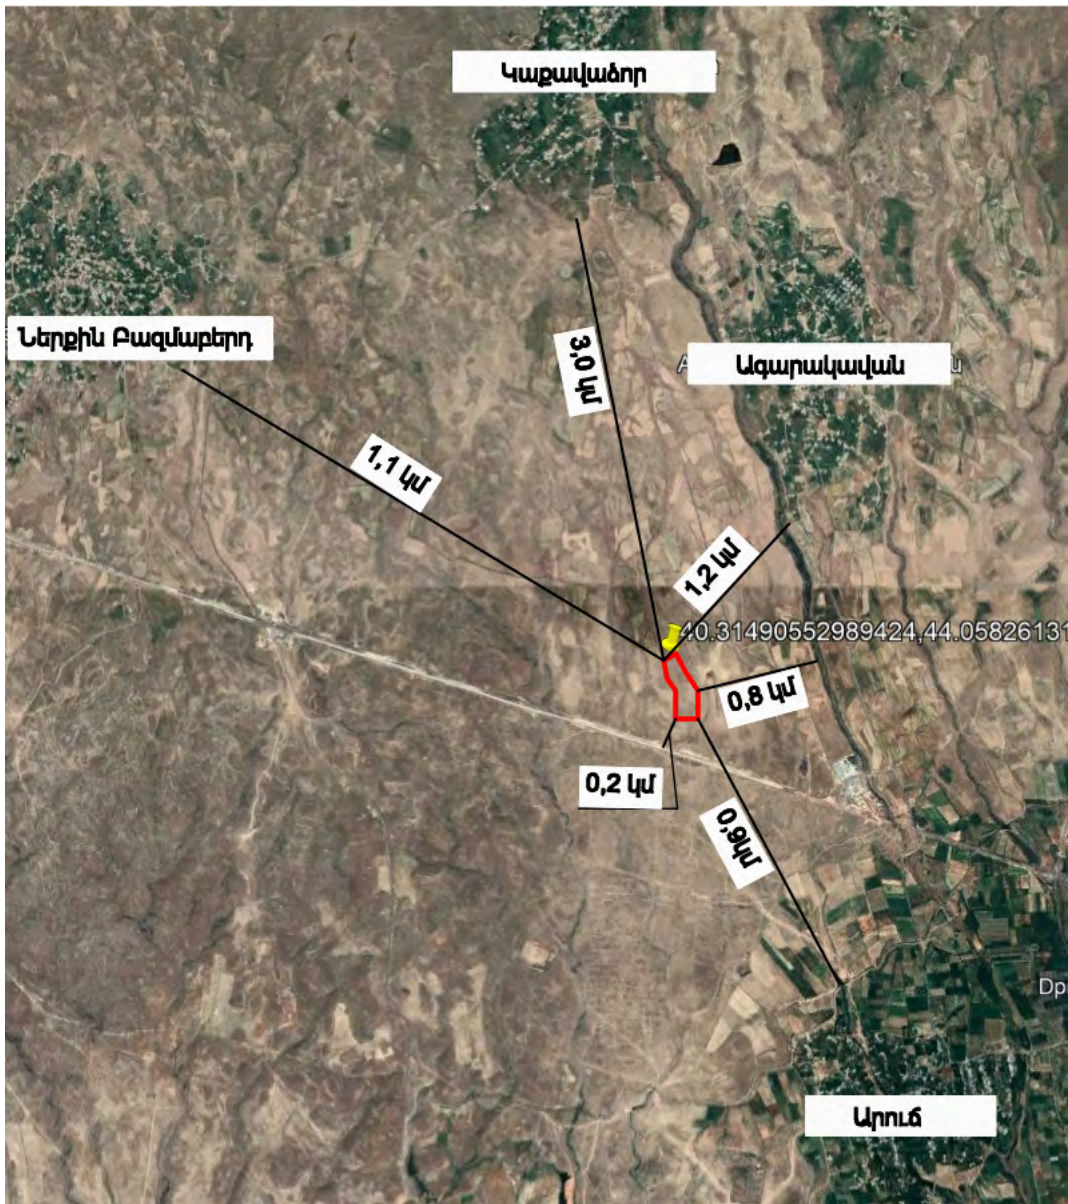 Կաքավաձոր
Ներքին Բազմաբերդ
3,0 կմ
Ագարակավան
1,1 կմ
1,2 կմ
40.31490552989424,44.05826131
0,8 կմ
0,2 կմ
0,9կմ
Dpi
Արուճ